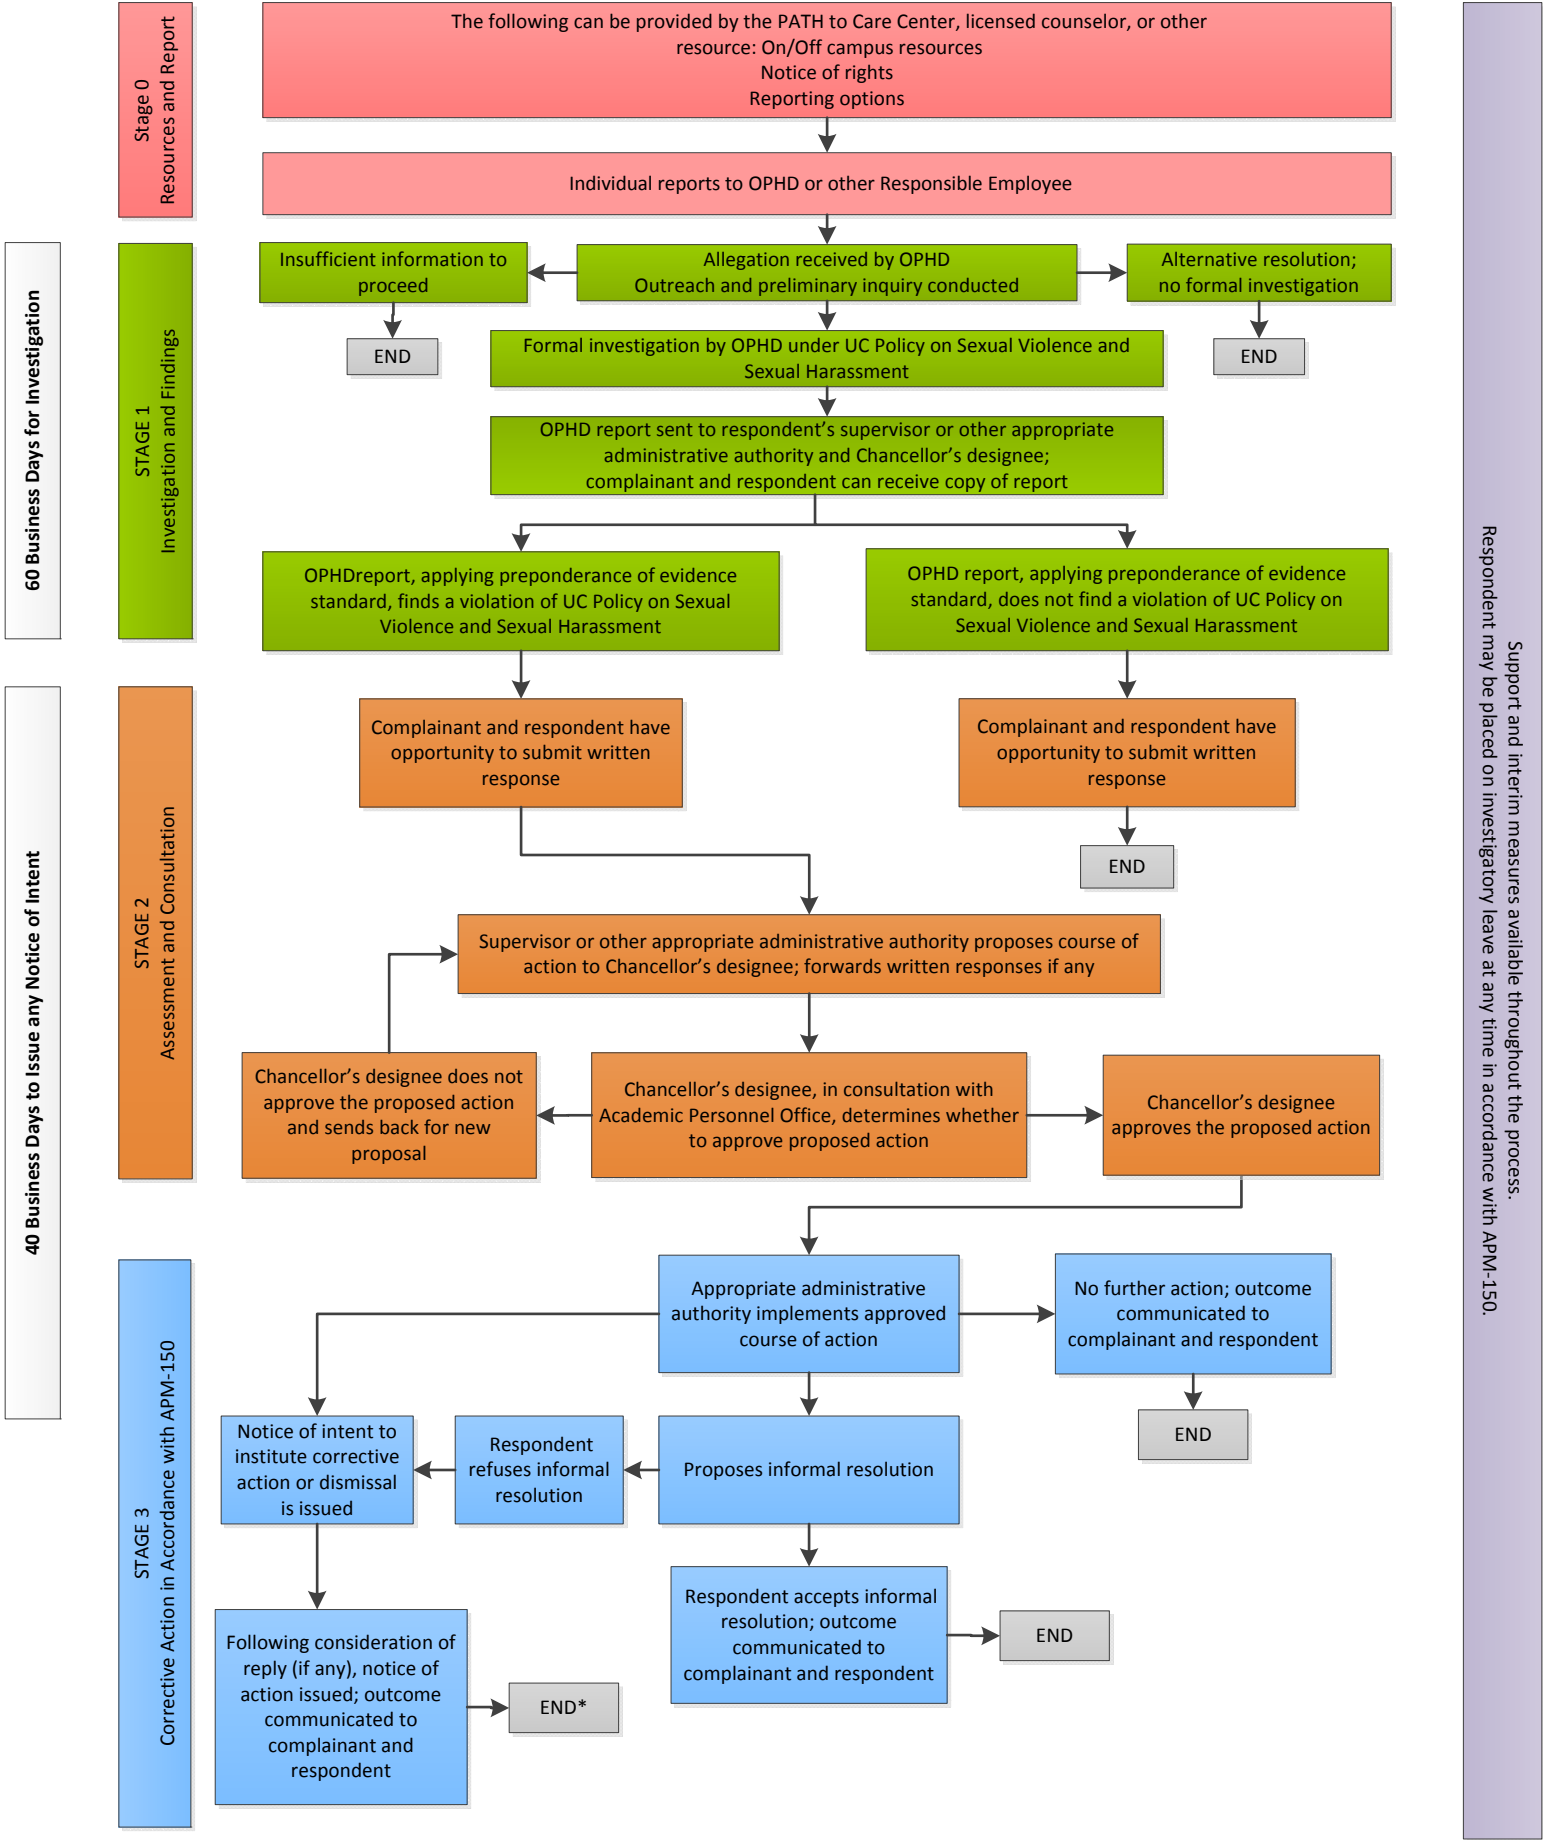 Stage 0
Resources and Report
The following can be provided by the PATH to Care Center, licensed counselor, or other
resource: On/Off campus resources
Notice of rights
Reporting options
Individual reports to OPHD or other Responsible Employee
60 Business Days for Investigation
STAGE 1
Investigation and Findings
Insufficient information to
proceed
Allegation received by OPHD
Outreach and preliminary inquiry conducted
Alternative resolution;
no formal investigation
END
END
Formal investigation by OPHD under UC Policy on Sexual Violence and
Sexual Harassment
OPHD report sent to respondent’s supervisor or other appropriate
administrative authority and Chancellor’s designee;
complainant and respondent can receive copy of report
OPHDreport, applying preponderance of evidence
standard, finds a violation of UC Policy on Sexual
Violence and Sexual Harassment
OPHD report, applying preponderance of evidence
standard, does not find a violation of UC Policy on
Sexual Violence and Sexual Harassment
40 Business Days to Issue any Notice of Intent
STAGE 2
Assessment and Consultation
Complainant and respondent have
opportunity to submit written
response
Complainant and respondent have
opportunity to submit written
response
END
Supervisor or other appropriate administrative authority proposes course of
action to Chancellor’s designee; forwards written responses if any
Chancellor’s designee does not
approve the proposed action
and sends back for new
proposal
Chancellor’s designee, in consultation with
Academic Personnel Office, determines whether
to approve proposed action
Chancellor’s designee
approves the proposed action
STAGE 3
Corrective Action in Accordance with APM-150
Appropriate administrative
authority implements approved
course of action
No further action; outcome
communicated to
complainant and respondent
END
Notice of intent to
institute corrective
action or dismissal
is issued
Respondent
refuses informal
resolution
Proposes informal resolution
Respondent accepts informal
resolution; outcome
communicated to
complainant and respondent
END
Following consideration of
reply (if any), notice of
action issued; outcome
communicated to
complainant and
respondent
END*
Support and interim measures available throughout the process.
Respondent may be placed on investigatory leave at any time in accordance with APM-150.